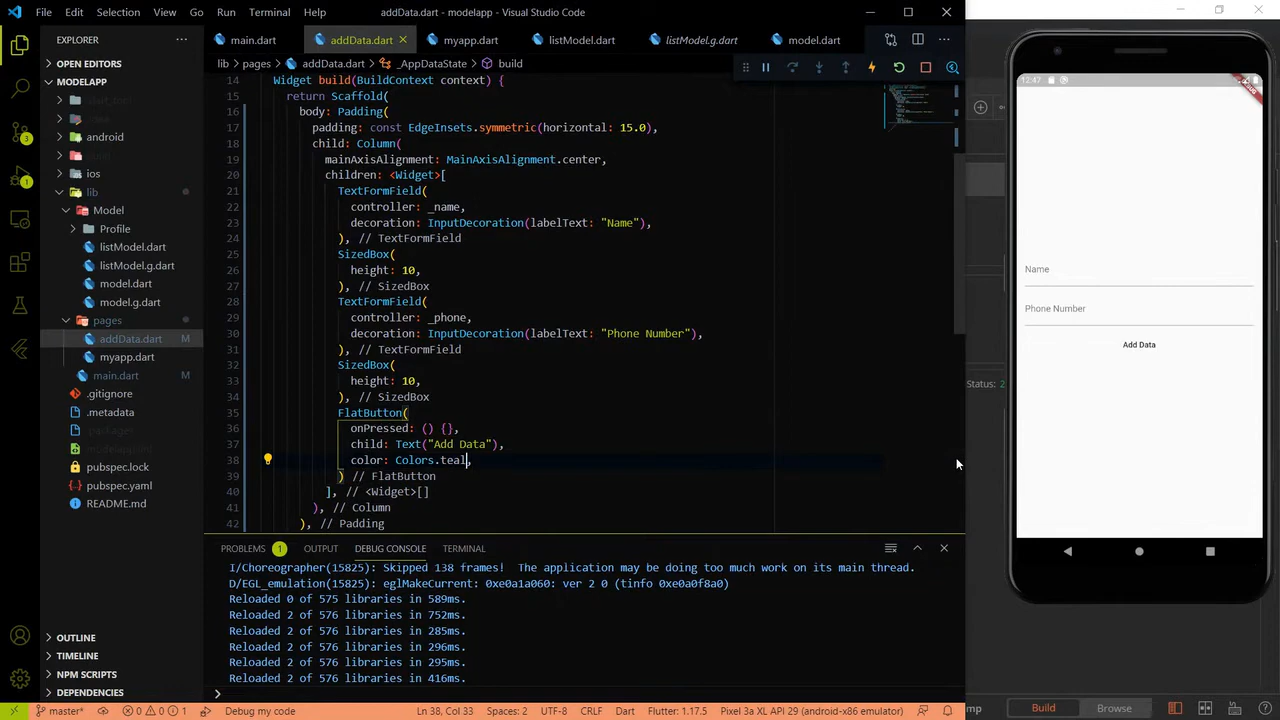 File Edit Selection View Go Run Terminal Help addData.dart - modelapp - Visual Studio Code
EXPLORER
main.dart addData.dart myapp.dart listModel.dart listModel.g.dart model.dart
OPEN EDITORS
MODELAPP
android
ios
lib
Model
Profile
listModel.dart
listModel.g.dart
model.dart
model.g.dart
pages
addData.dart M
myapp.dart
main.dart M
.gitignore
.metadata
.packages
pubspec.lock
pubspec.yaml
README.md
OUTLINE
TIMELINE
NPM SCRIPTS
DEPENDENCIES
3
1
lib > pages > addData.dart > _AppDataState > build
14 Widget build(BuildContext context) {
15 return Scaffold(
16 body: Padding(
17 padding: const EdgeInsets.symmetric(horizontal: 15.0),
18 child: Column(
19 mainAxisAlignment: MainAxisAlignment.center,
20 children: <Widget>[
21 TextFormField(
22 controller: _name,
23 decoration: InputDecoration(labelText: "Name"),
24 ), // TextFormField
25 SizedBox(
26 height: 10,
27 ), // SizedBox
28 TextFormField(
29 controller: _phone,
30 decoration: InputDecoration(labelText: "Phone Number"),
31 ), // TextFormField
32 SizedBox(
33 height: 10,
34 ), // SizedBox
35 FlatButton(
36 onPressed: () {},
37 child: Text("Add Data"),
38 color: Colors.teal,
39 ) // FlatButton
40 ], // <Widget>[]
41 ), // Column
42 ), // Padding
PROBLEMS 1 OUTPUT DEBUG CONSOLE TERMINAL
I/Choreographer(15825): Skipped 138 frames! The application may be doing too much work on its main thread.
D/EGL_emulation(15825): eglMakeCurrent: 0xe0a1a060: ver 2 0 (tinfo 0xe0a0f8a0)
Reloaded 0 of 575 libraries in 589ms.
Reloaded 2 of 576 libraries in 752ms.
Reloaded 2 of 576 libraries in 285ms.
Reloaded 2 of 576 libraries in 296ms.
Reloaded 2 of 576 libraries in 295ms.
Reloaded 2 of 576 libraries in 416ms.
master* 0 0 1 Debug my code Ln 38, Col 33 Spaces: 2 UTF-8 CRLF Dart Flutter: 1.17.5 Pixel 3a XL API 29 (android-x86 emulator)
12:47
DEBUG
Name
Phone Number
Add Data
Status: 2
mp Build Browse